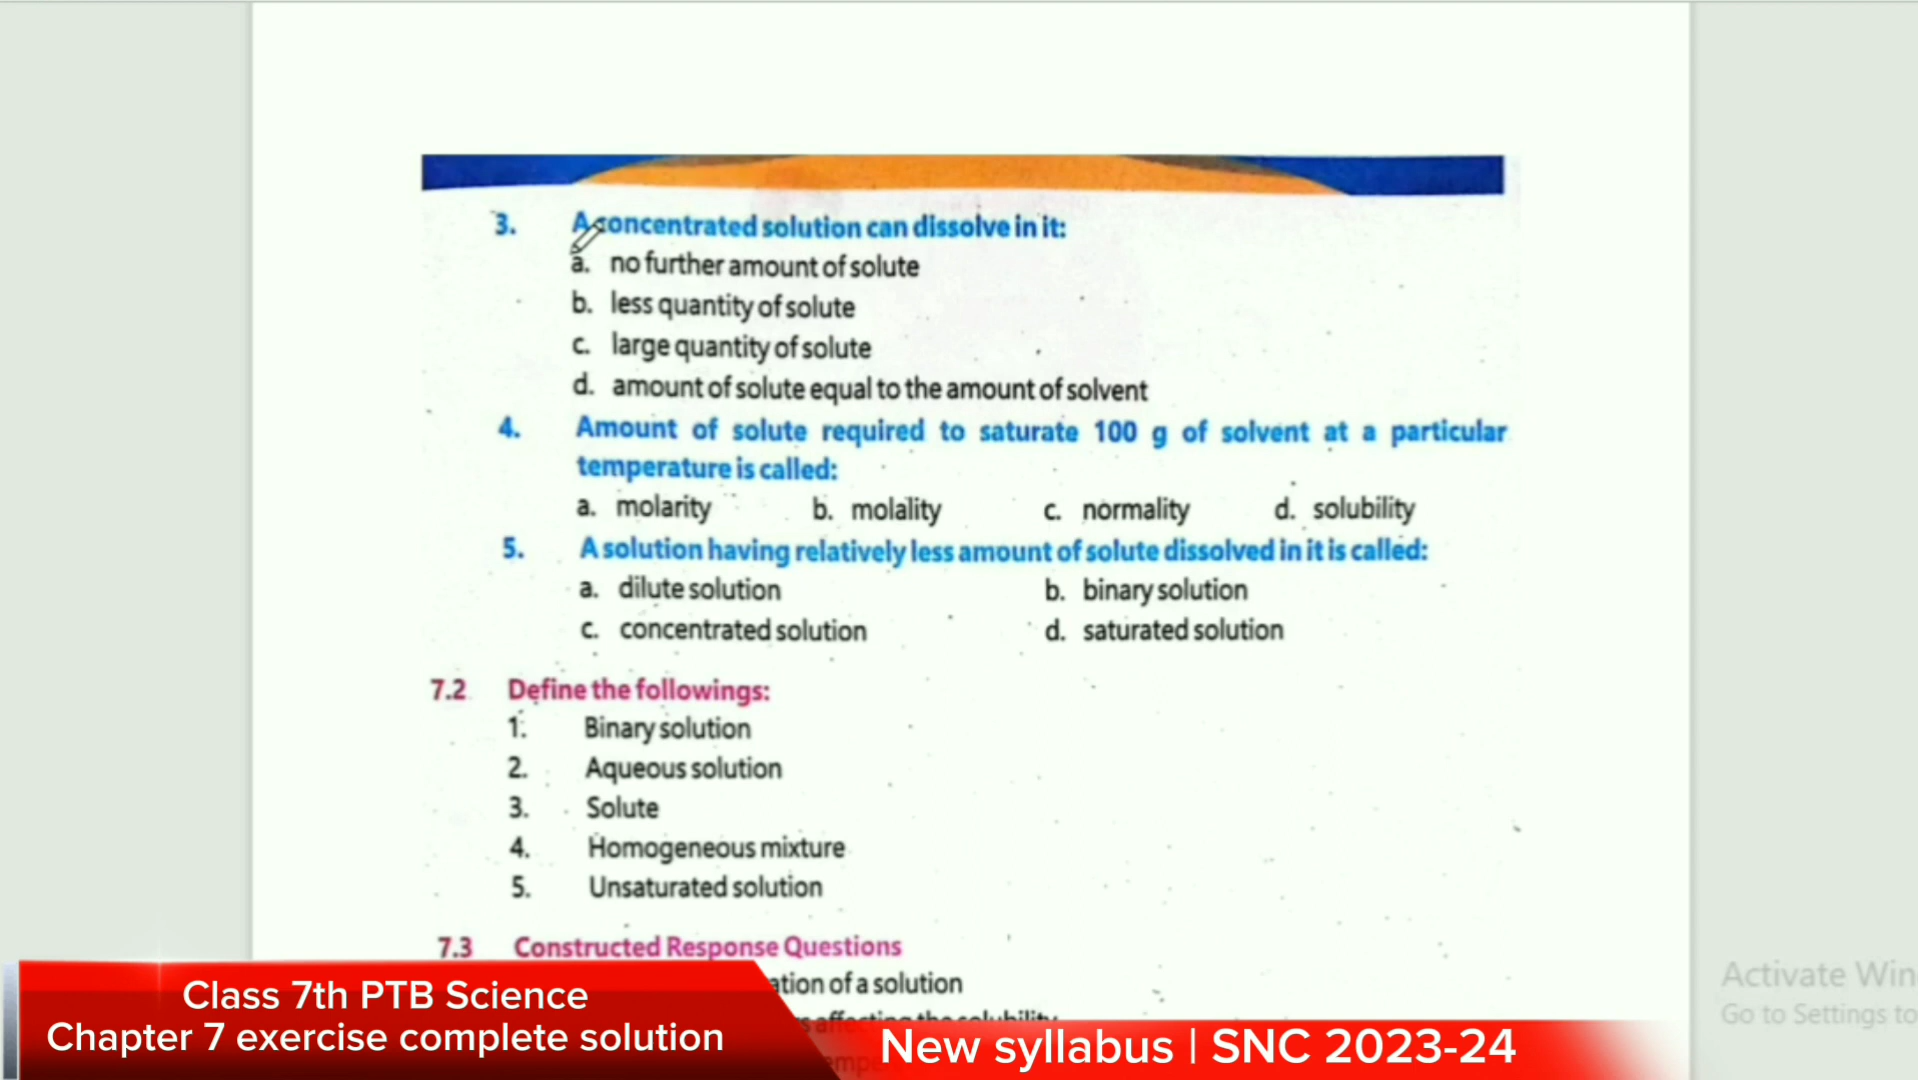 3. A concentrated solution can dissolve in it:
a. no further amount of solute
b. less quantity of solute
c. large quantity of solute
d. amount of solute equal to the amount of solvent
4. Amount of solute required to saturate 100 g of solvent at a particular
temperature is called:
a. molarity b. molality c. normality d. solubility
5. A solution having relatively less amount of solute dissolved in it is called:
a. dilute solution b. binary solution
c. concentrated solution d. saturated solution
7.2 Define the followings:
1. Binary solution
2. Aqueous solution
3. Solute
4. Homogeneous mixture
5. Unsaturated solution
7.3 Constructed Response Questions
ation of a solution
affecting the solubility
Class 7th PTB Science
Chapter 7 exercise complete solution
New syllabus | SNC 2023-24
Activate Win
Go to Settings to